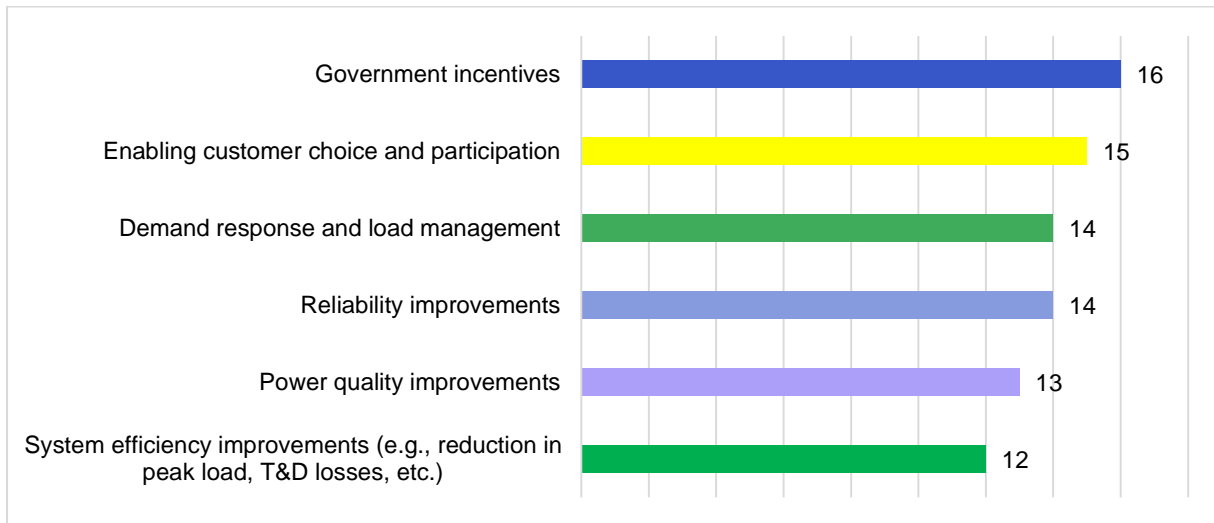 Government incentives 16
Enabling customer choice and participation 15
Demand response and load management 14
Reliability improvements 14
Power quality improvements 13
System efficiency improvements (e.g., reduction in
peak load, T&D losses, etc.) 12